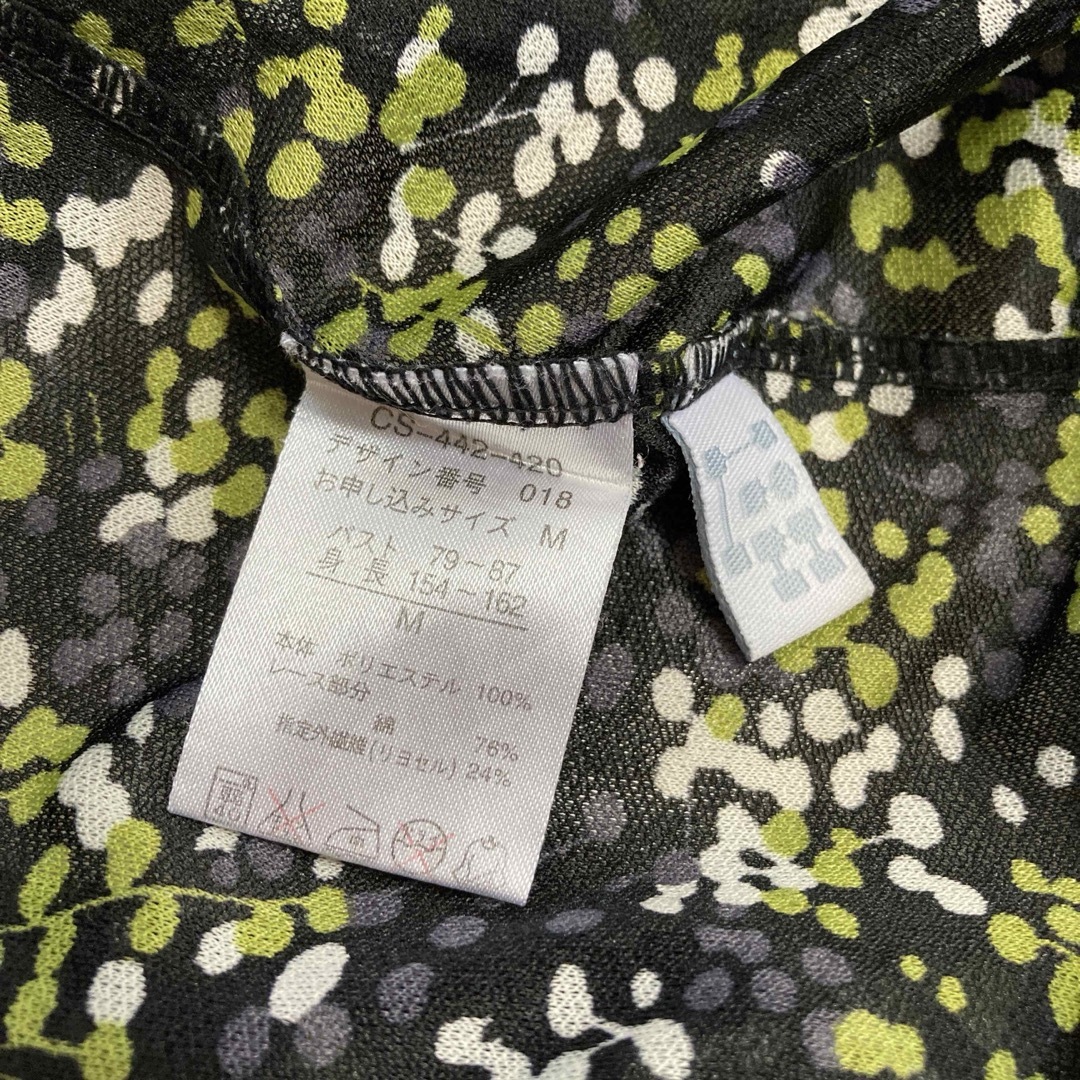 CS-442-420
デザイン番号 018
お申し込みサイズ M
バスト 79〜87
身 長 154〜162
M
本体 ポリエステル 100%
レース部分
綿 76%
指定外繊維(リヨセル) 24%